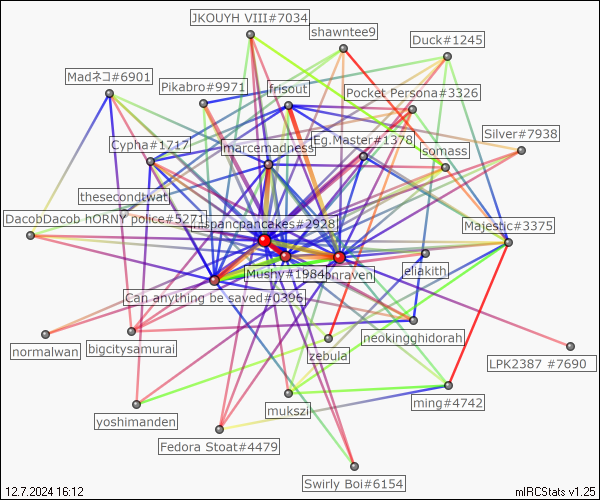 JKOUYH VIII#7034
shawntee9
Duck#1245
Madネコ#6901
Pikabro#9971
frisout
Pocket Persona#3326
Cypha#1717
marcemadness
Eg.Master#1378
Silver#7938
somass
thesecondtwat
DacobDacob HORNY police#5271
ispancpancakes#2928
Majestic#3375
Mushy#1984
onraven
eliakith
Can anything be saved#0396
neokingghidorah
normalwan
bigcitysamurai
zebula
LPK2387 #7690
yoshimanden
mukszi
ming#4742
Fedora Stoat#4479
Swirly Boi#6154
12.7.2024 16:12
mIRCStats v1.25